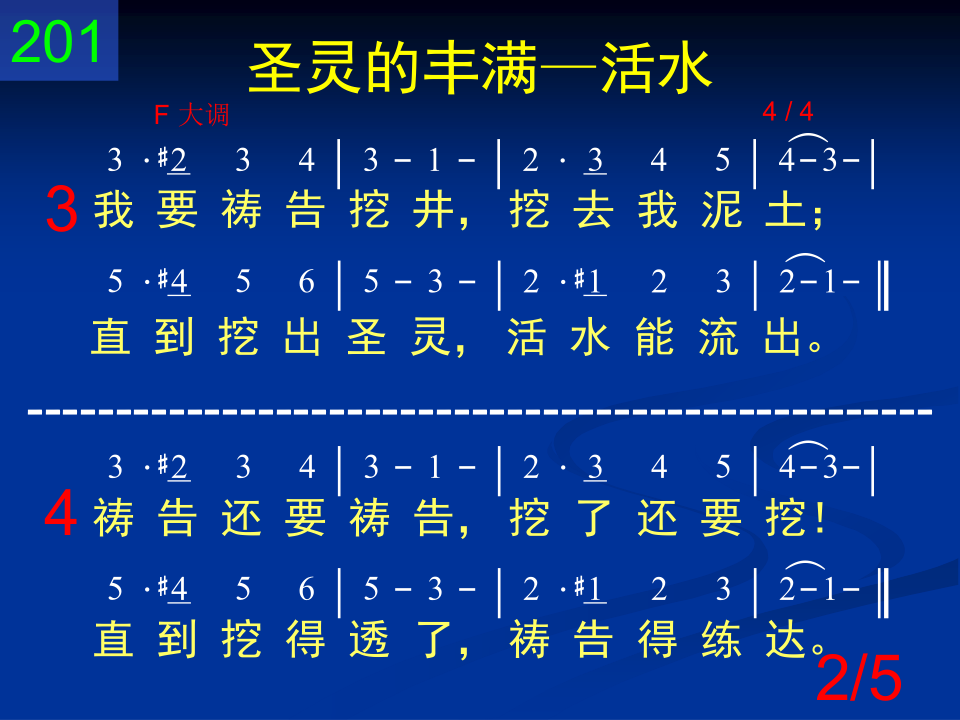 201
圣灵的丰满—活水
F 大调 4 / 4
3 · #2 3 4 | 3 - 1 - | 2 · 3 4 5 | 4 - 3 - |
3 我 要 祷 告 挖 井， 挖 去 我 泥 土；
5 · #4 5 6 | 5 - 3 - | 2 · #1 2 3 | 2 - 1 - ‖
直 到 挖 出 圣 灵， 活 水 能 流 出。
3 · #2 3 4 | 3 - 1 - | 2 · 3 4 5 | 4 - 3 - |
4 祷 告 还 要 祷 告， 挖 了 还 要 挖！
5 · #4 5 6 | 5 - 3 - | 2 · #1 2 3 | 2 - 1 - ‖
直 到 挖 得 透 了， 祷 告 得 练 达。
2/5